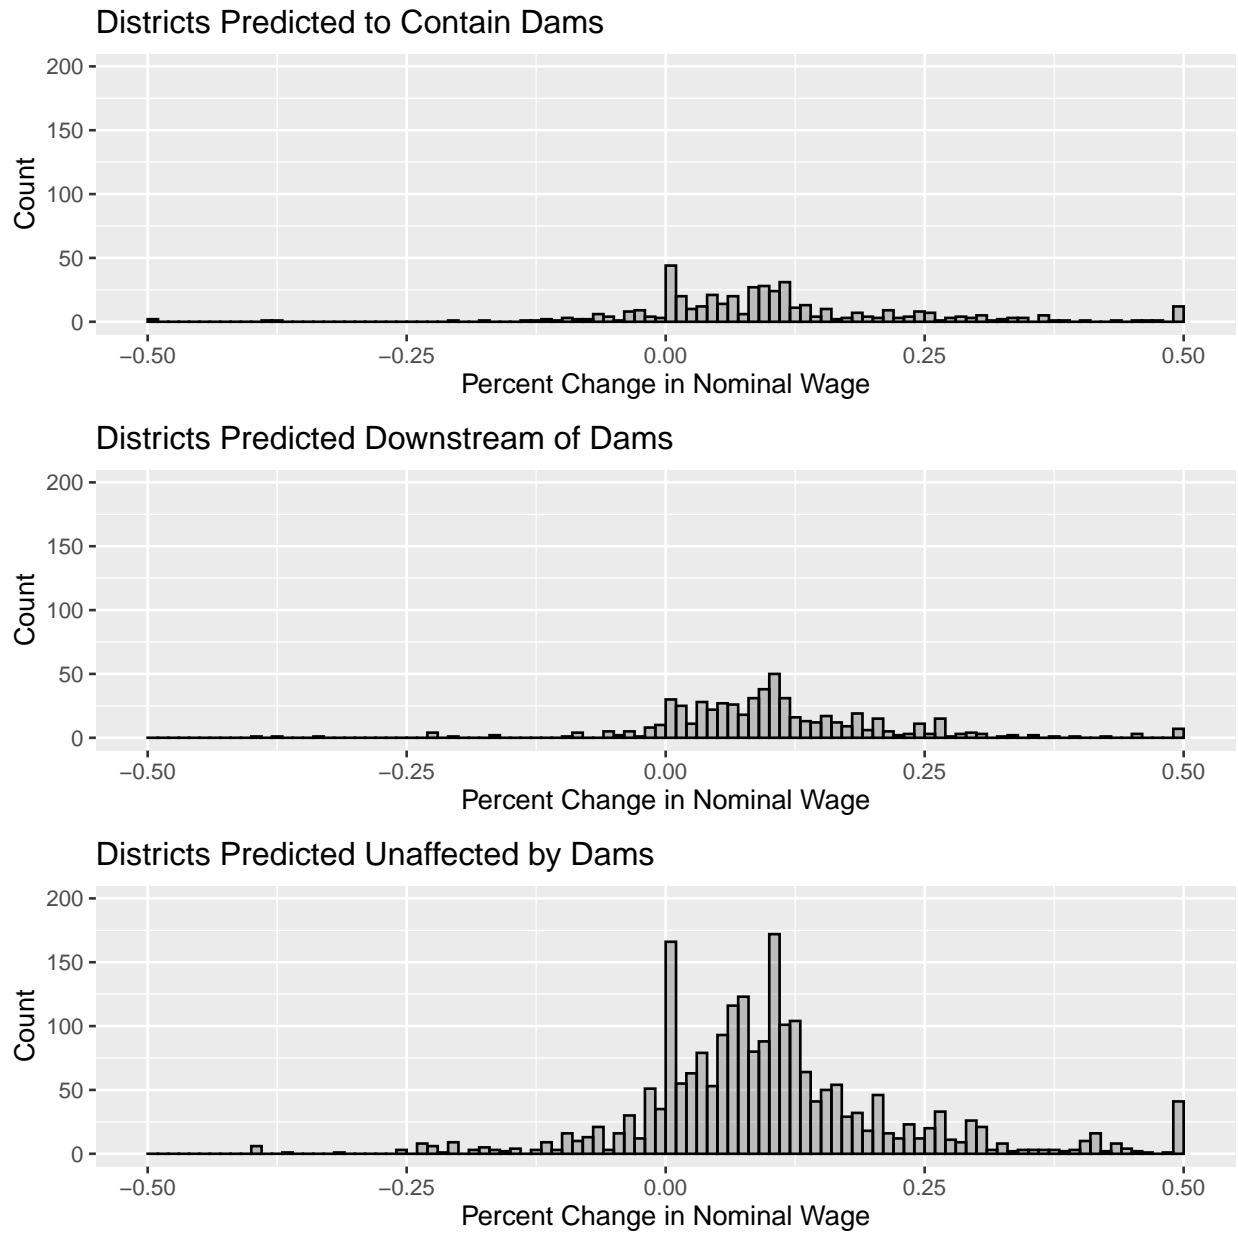 Districts Predicted to Contain Dams
200
150
100
50
0
Count
−0.50 −0.25 0.00 0.25 0.50
Percent Change in Nominal Wage
Districts Predicted Downstream of Dams
200
150
100
50
0
Count
−0.50 −0.25 0.00 0.25 0.50
Percent Change in Nominal Wage
Districts Predicted Unaffected by Dams
200
150
100
50
0
Count
−0.50 −0.25 0.00 0.25 0.50
Percent Change in Nominal Wage